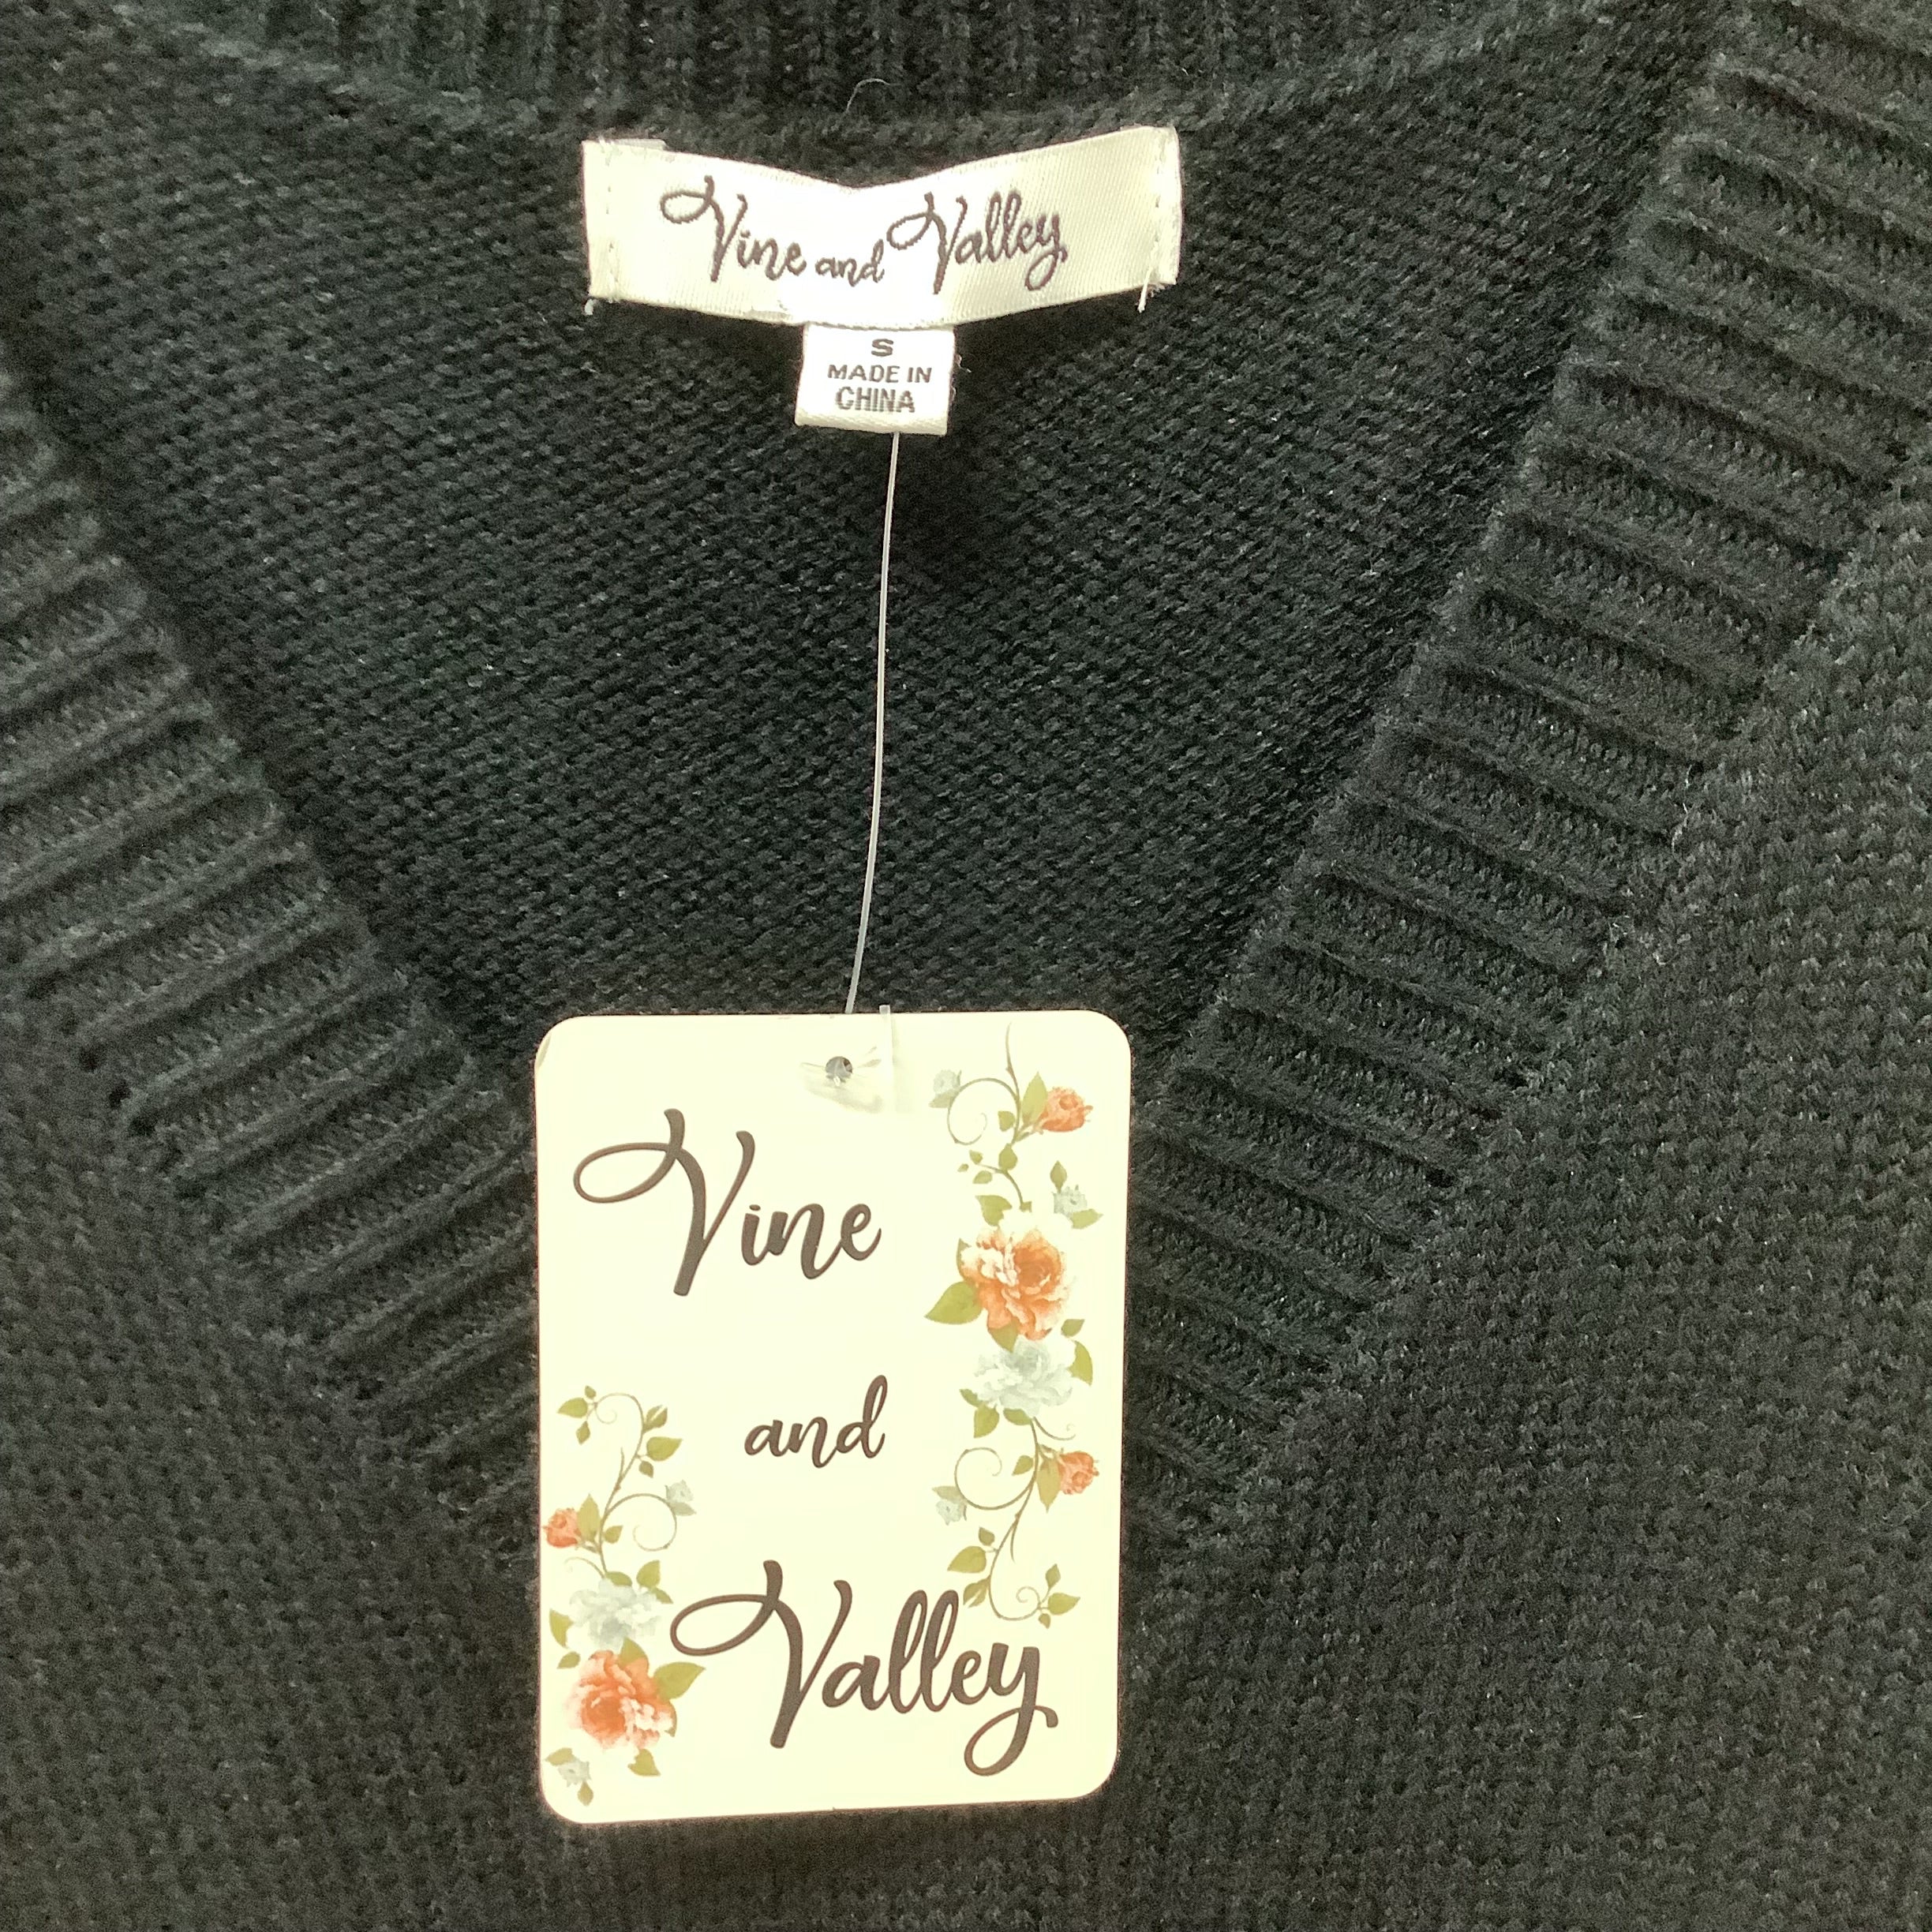 Vine and Valley
S
MADE IN
CHINA
Vine
and
Valley